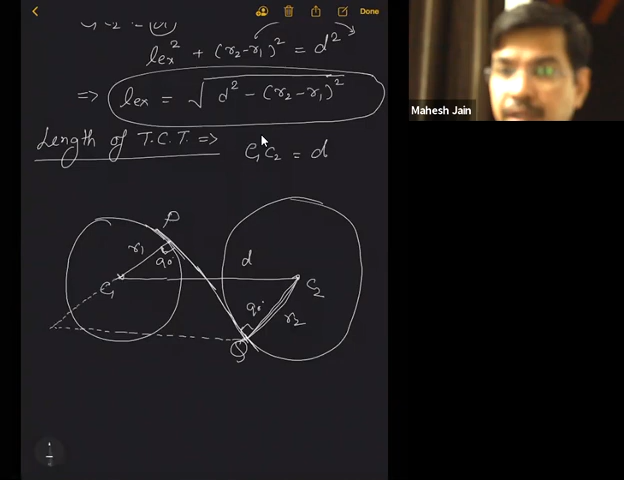 Done
lex² + (r₂-r₁)² = d²
=> lex = √d² - (r₂-r₁)²
Length of T.C.T. => C₁C₂ = d
P
r₁
90°
d
C₁
C₂
90°
r₂
Q
Mahesh Jain